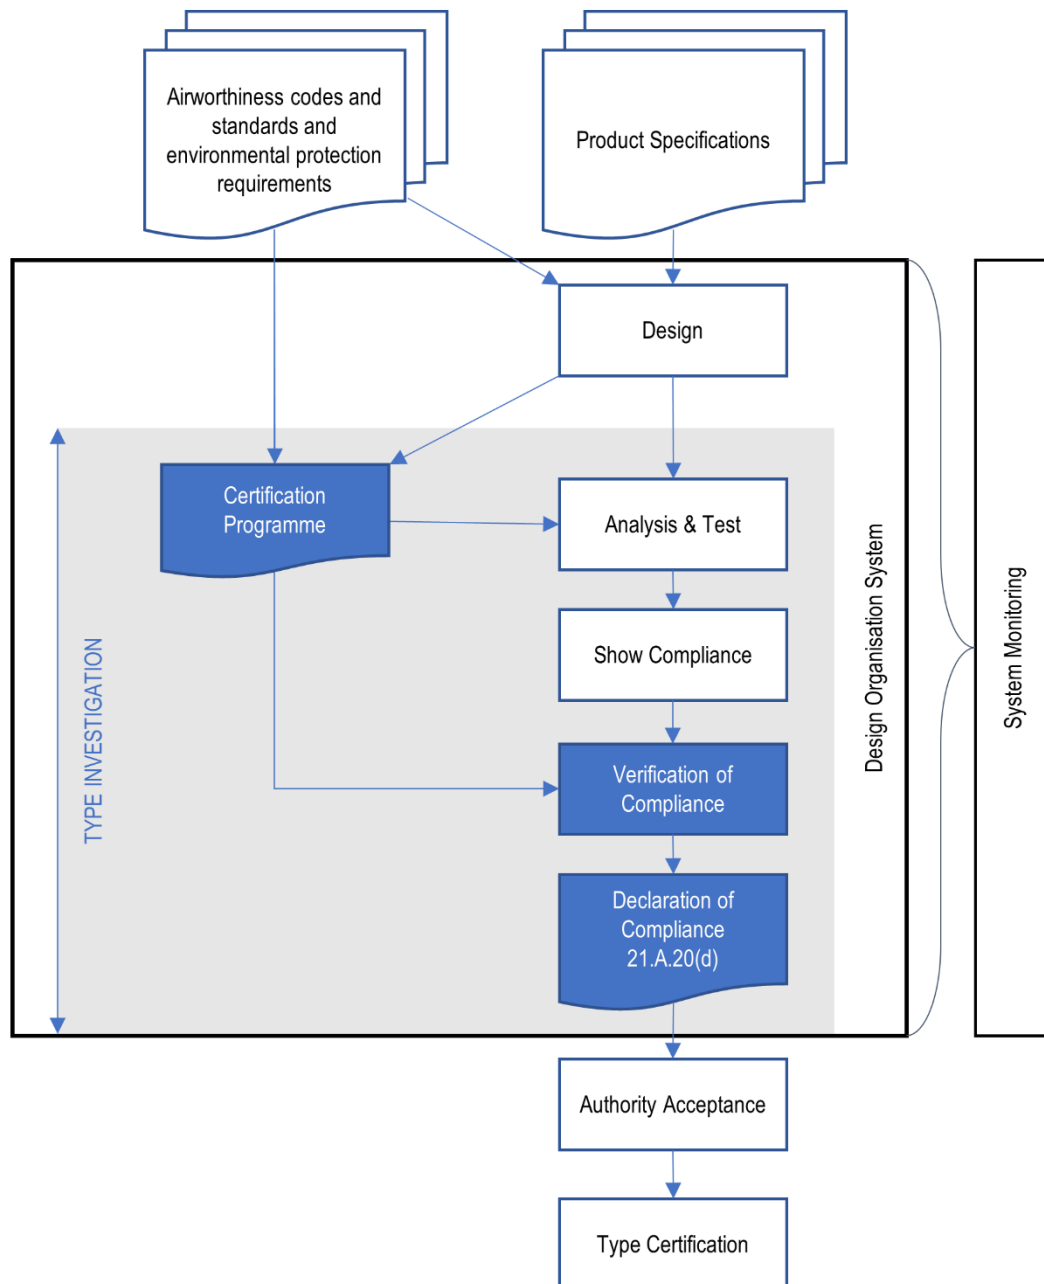 Airworthiness codes and
standards and
environmental protection
requirements
Product Specifications
Design
Certification
Programme
Analysis & Test
Show Compliance
Verification of
Compliance
Declaration of
Compliance
21.A.20(d)
TYPE INVESTIGATION
Design Organisation System
System Monitoring
Authority Acceptance
Type Certification